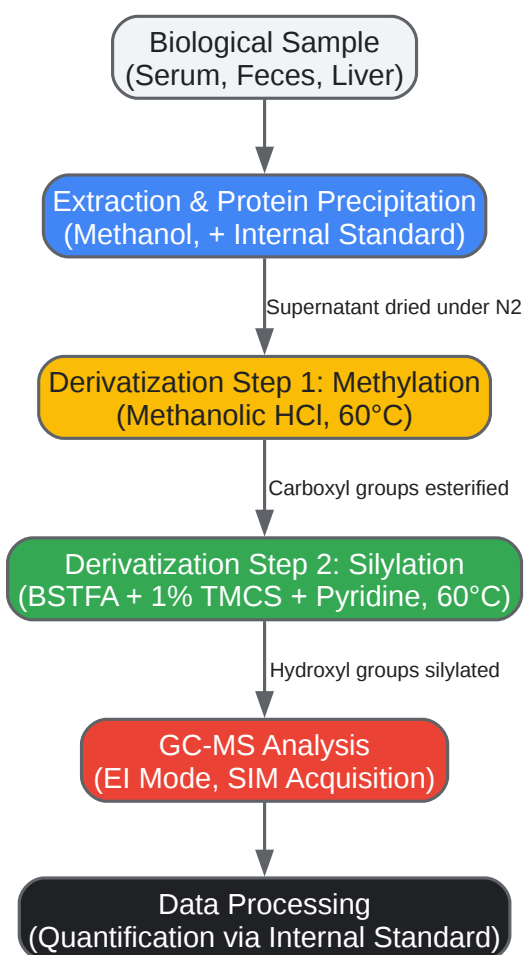 Biological Sample
(Serum, Feces, Liver)
Extraction & Protein Precipitation
(Methanol, + Internal Standard)
Supernatant dried under N2
Derivatization Step 1: Methylation
(Methanolic HCl, 60°C)
Carboxyl groups esterified
Derivatization Step 2: Silylation
(BSTFA + 1% TMCS + Pyridine, 60°C)
Hydroxyl groups silylated
GC-MS Analysis
(EI Mode, SIM Acquisition)
Data Processing
(Quantification via Internal Standard)